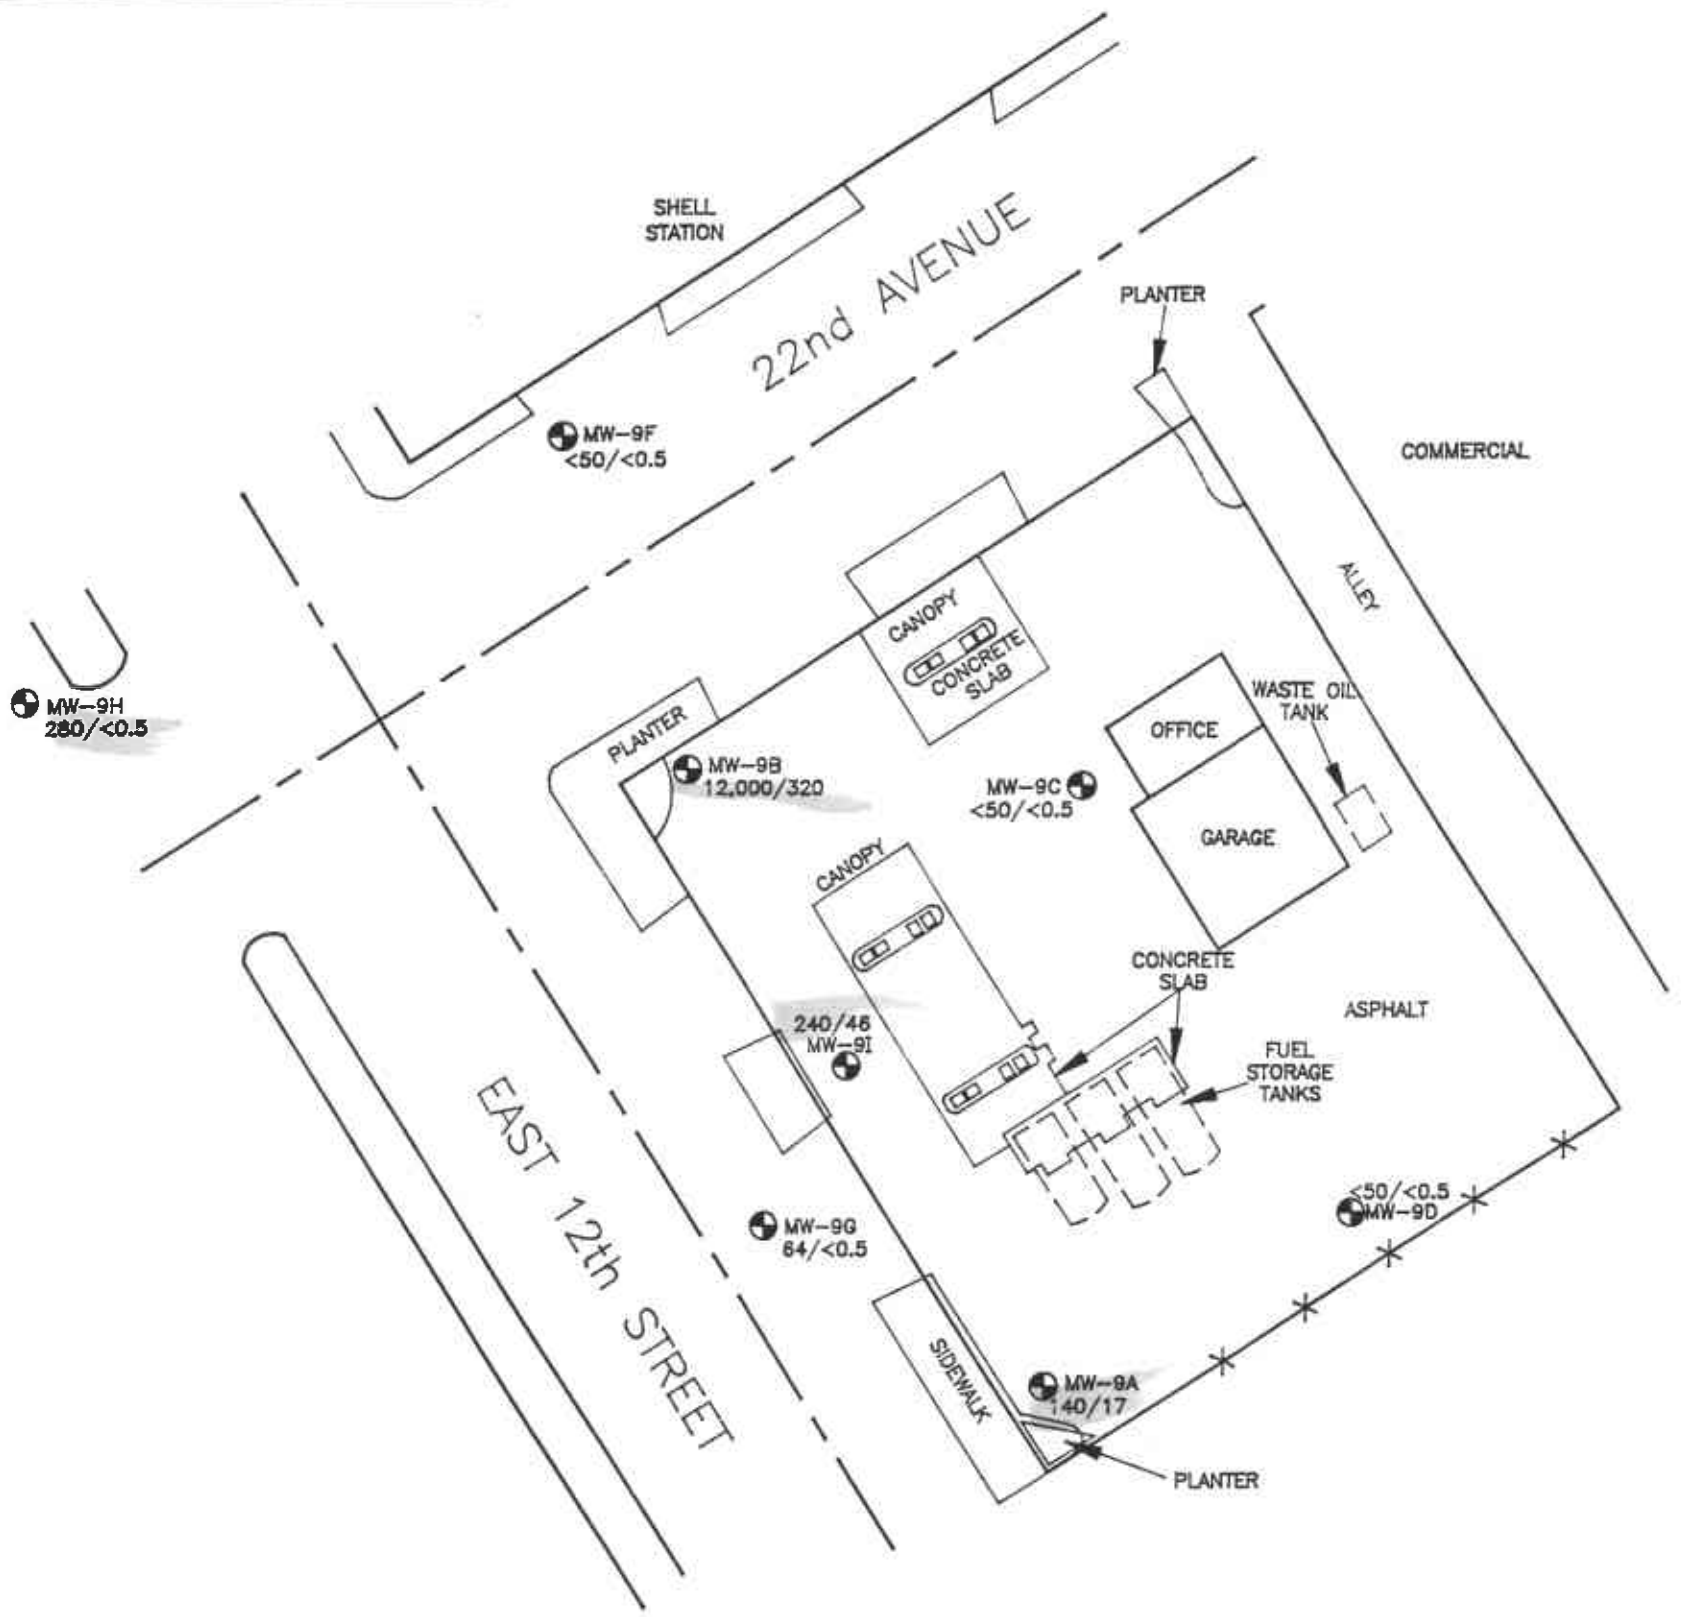 SHELL
STATION
22nd AVENUE
PLANTER
MW-9F
<50/<0.5
COMMERCIAL
ALLEY
CANOPY
CONCRETE
SLAB
MW-9H
280/<0.5
PLANTER
OFFICE
WASTE OIL
TANK
MW-9B
12,000/320
MW-9C
<50/<0.5
GARAGE
CANOPY
CONCRETE
SLAB
ASPHALT
240/46
MW-9I
FUEL
STORAGE
TANKS
EAST 12th STREET
<50/<0.5
MW-9D
MW-9G
64/<0.5
SIDEWALK
MW-9A
140/17
PLANTER